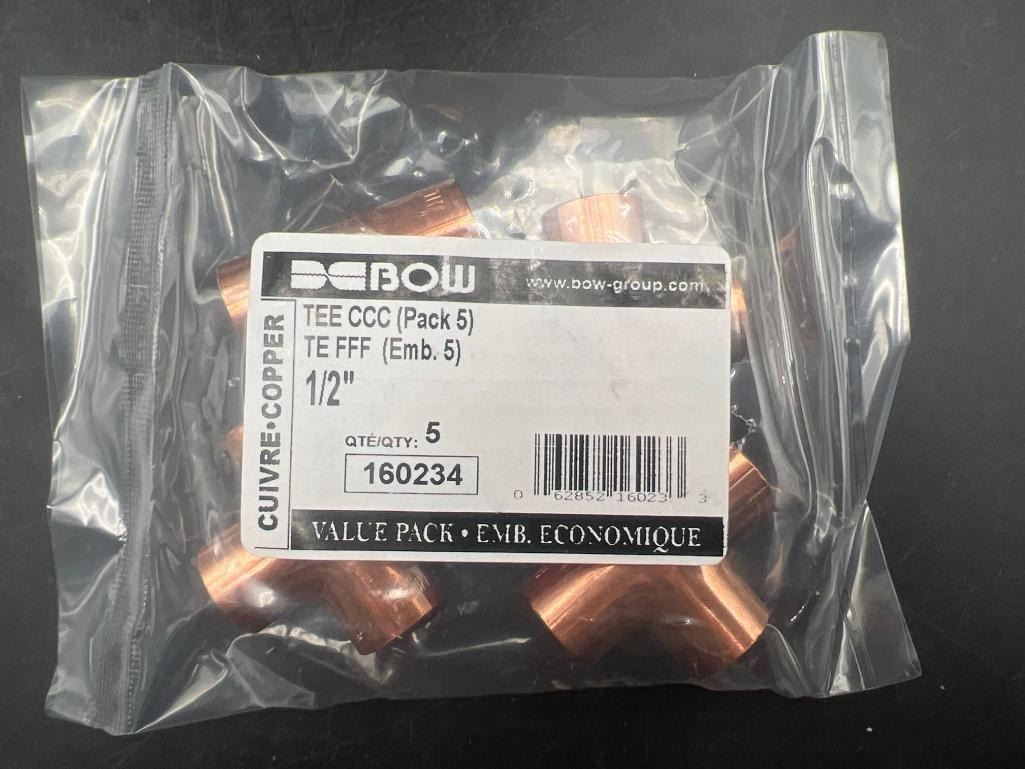 BOW www.bow-group.com
CUIVRE•COPPER
TEE CCC (Pack 5)
TE FFF (Emb. 5)
1/2"
QTÉ/QTY: 5
160234
0 62852 16023 3
VALUE PACK • EMB. ECONOMIQUE